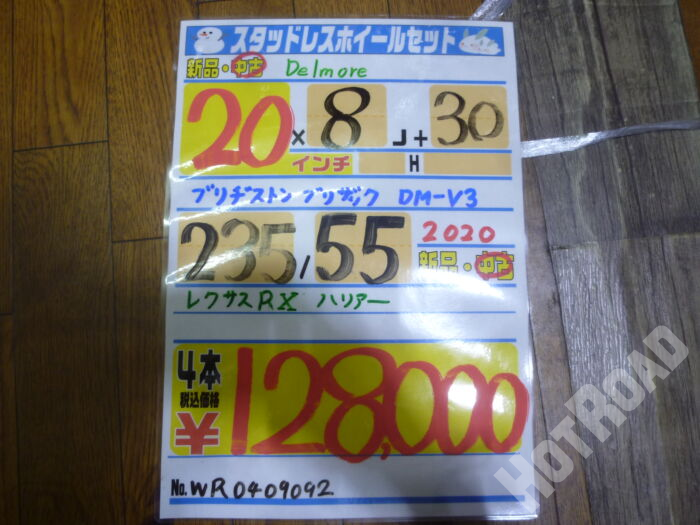 スタッドレスホイールセット
新品・中古 Delmore
20 × 8 J + 30
インチ H
ブリヂストン ブリザック DM-V3
235 / 55 2020
新品・中古
レクサスRX ハリアー
4本
税込価格
¥128,000
No. WR0409092
HOTROAD